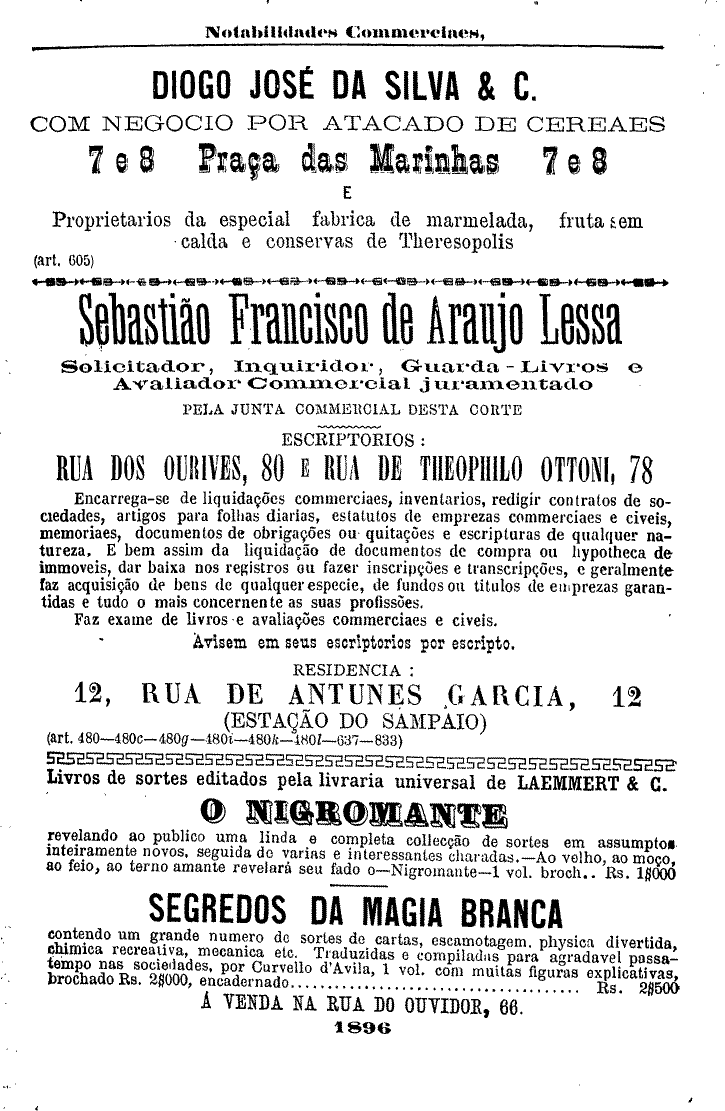 Notabilidades Commerciaes,
DIOGO JOSÉ DA SILVA & C.
COM NEGOCIO POR ATACADO DE CEREAES
7 e 8 Praça das Marinhas 7 e 8
E
Proprietarios da especial fabrica de marmelada, fruta sem
calda e conservas de Theresopolis
(art. 605)
Sebastião Francisco de Araujo Lessa
Solicitador, Inquiridor, Guarda-Livros e
Avaliador Commercial juramentado
PELA JUNTA COMMERCIAL DESTA CORTE
ESCRIPTORIOS:
RUA DOS OURIVES, 80 E RUA DE THEOPHILO OTTONI, 78
Encarrega-se de liquidações commerciaes, inventarios, redigir contratos de so-
ciedades, artigos para folhas diarias, estatutos de emprezas commerciaes e civeis,
memoriaes, documentos de obrigações ou quitações e escripturas de qualquer na-
tureza. E bem assim da liquidação de documentos de compra ou hypotheca de
immoveis, dar baixa nos registros ou fazer inscripções e transcripções, e geralmente
faz acquisição de bens de qualquer especie, de fundos ou titulos de emprezas garan-
tidas e tudo o mais concernente as suas profissões.
Faz exame de livros e avaliações commerciaes e civeis.
Avisem em seus escriptorios por escripto.
RESIDENCIA:
12, RUA DE ANTUNES GARCIA, 12
(ESTAÇÃO DO SAMPAIO)
(art. 480—480c—480g—480i—480k—480l—637—833)
Livros de sortes editados pela livraria universal de LAEMMERT & C.
O NIGROMANTE
revelando ao publico uma linda e completa collecção de sortes em assumptos
inteiramente novos, seguida de varias e interessantes charadas.—Ao velho, ao moço,
ao feio, ao terno amante revelará seu fado o—Nigromante—1 vol. broch.. Rs. 1$000
SEGREDOS DA MAGIA BRANCA
contendo um grande numero de sortes de cartas, escamotagem, physica divertida,
chimica recreativa, mecanica etc. Traduzidas e compiladas para agradavel passa-
tempo nas sociedades, por Curvello d'Avila, 1 vol. com muitas figuras explicativas,
brochado Rs. 2$000, encadernado..................................... Rs. 2$500
Á VENDA NA RUA DO OUVIDOR, 66.
1896